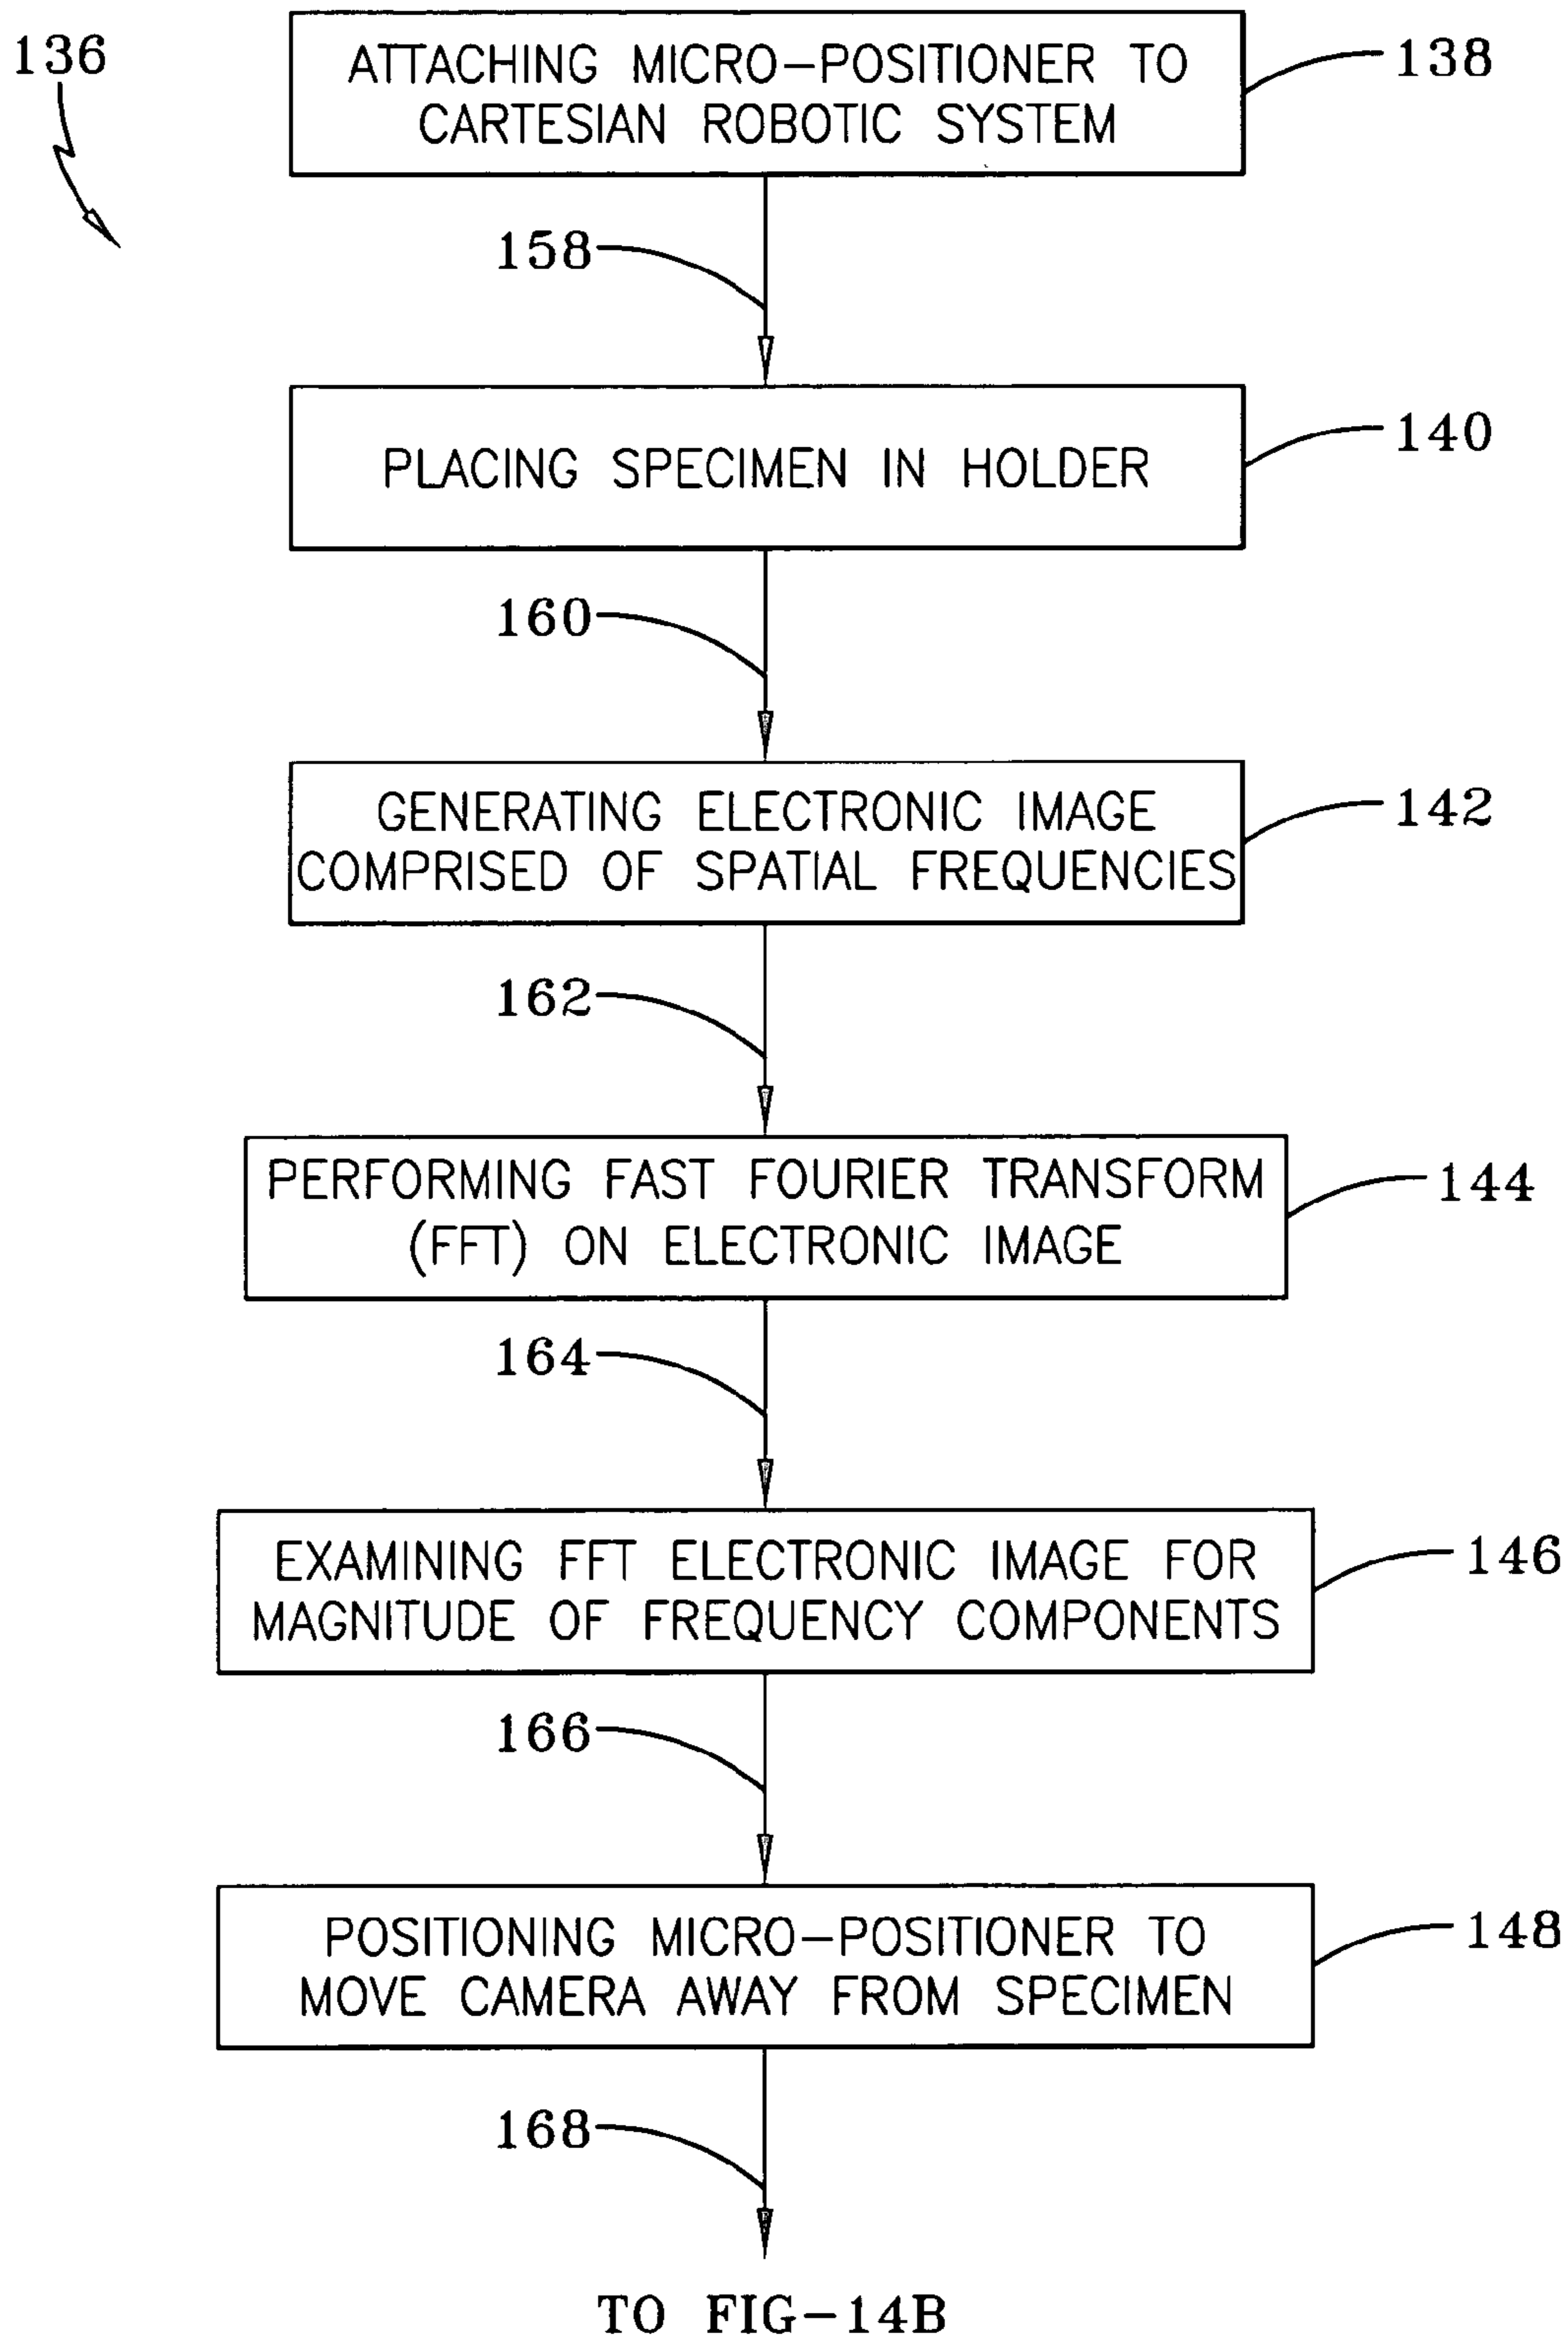 136
ATTACHING MICRO-POSITIONER TO
CARTESIAN ROBOTIC SYSTEM
138
158
PLACING SPECIMEN IN HOLDER
140
160
GENERATING ELECTRONIC IMAGE
COMPRISED OF SPATIAL FREQUENCIES
142
162
PERFORMING FAST FOURIER TRANSFORM
(FFT) ON ELECTRONIC IMAGE
144
164
EXAMINING FFT ELECTRONIC IMAGE FOR
MAGNITUDE OF FREQUENCY COMPONENTS
146
166
POSITIONING MICRO-POSITIONER TO
MOVE CAMERA AWAY FROM SPECIMEN
148
168
TO FIG-14B